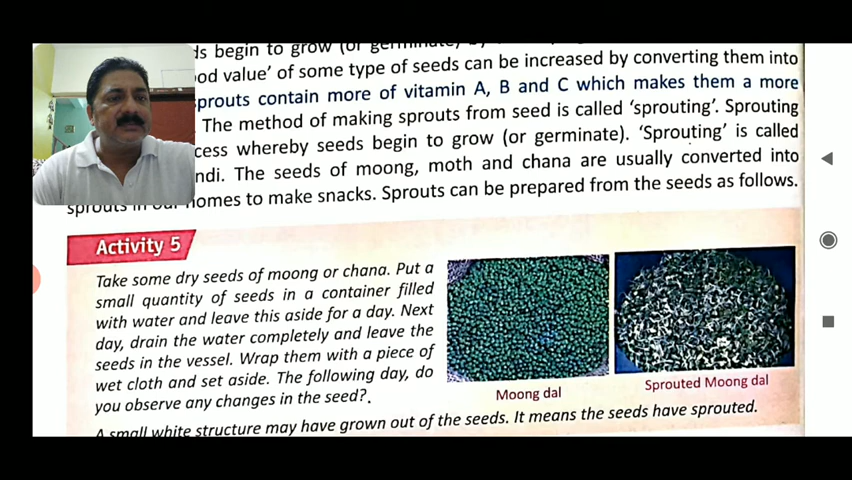 ds begin to grow (or germinate)
ood value' of some type of seeds can be increased by converting them into
sprouts contain more of vitamin A, B and C which makes them a more
The method of making sprouts from seed is called 'sprouting'. Sprouting
cess whereby seeds begin to grow (or germinate). 'Sprouting' is called
ndi. The seeds of moong, moth and chana are usually converted into
sprouts in our homes to make snacks. Sprouts can be prepared from the seeds as follows.
Activity 5
Take some dry seeds of moong or chana. Put a
small quantity of seeds in a container filled
with water and leave this aside for a day. Next
day, drain the water completely and leave the
seeds in the vessel. Wrap them with a piece of
wet cloth and set aside. The following day, do
you observe any changes in the seed?.
Moong dal
Sprouted Moong dal
A small white structure may have grown out of the seeds. It means the seeds have sprouted.